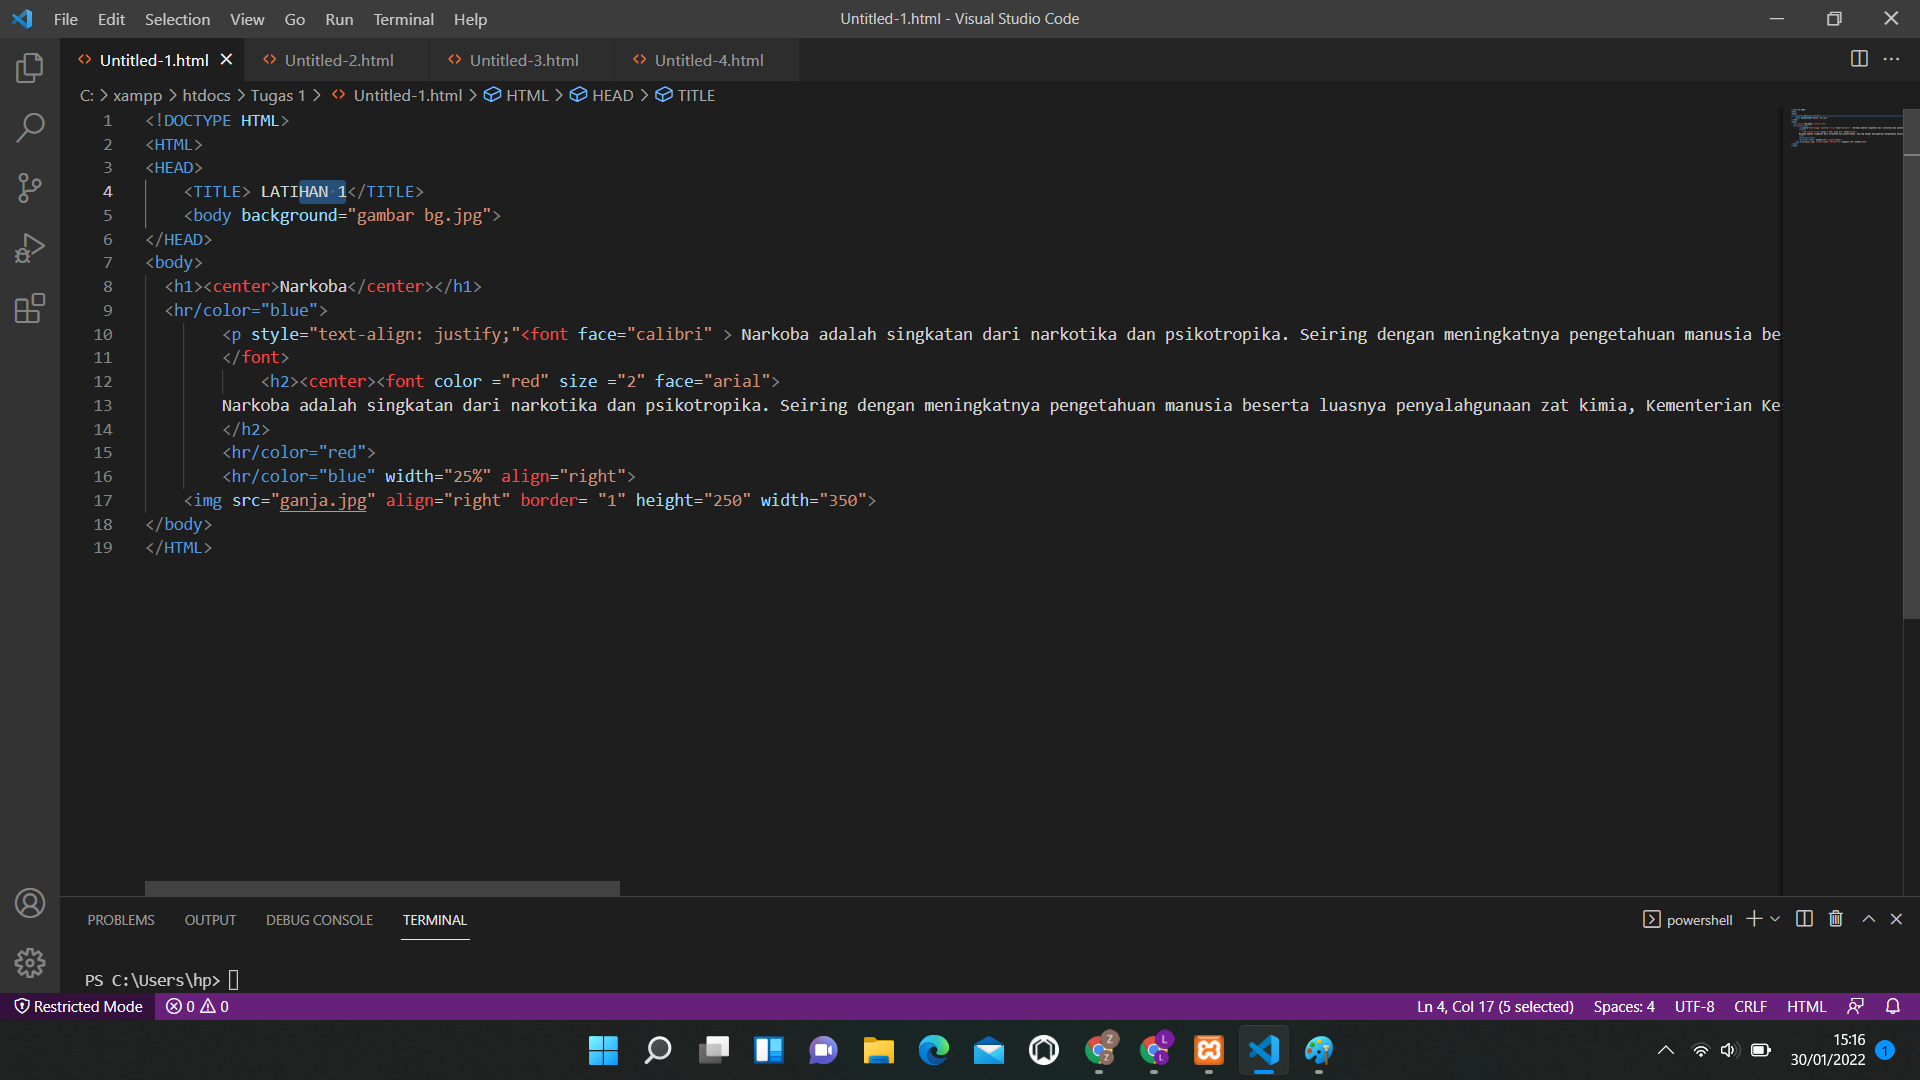 File Edit Selection View Go Run Terminal Help
Untitled-1.html - Visual Studio Code
Untitled-1.html Untitled-2.html Untitled-3.html Untitled-4.html
C: > xampp > htdocs > Tugas 1 > Untitled-1.html > HTML > HEAD > TITLE
1 <!DOCTYPE HTML>
2 <HTML>
3 <HEAD>
4 <TITLE> LATIHAN 1</TITLE>
5 <body background="gambar bg.jpg">
6 </HEAD>
7 <body>
8 <h1><center>Narkoba</center></h1>
9 <hr/color="blue">
10 <p style="text-align: justify;"<font face="calibri" > Narkoba adalah singkatan dari narkotika dan psikotropika. Seiring dengan meningkatnya pengetahuan manusia be
11 </font>
12 <h2><center><font color ="red" size ="2" face="arial">
13 Narkoba adalah singkatan dari narkotika dan psikotropika. Seiring dengan meningkatnya pengetahuan manusia beserta luasnya penyalahgunaan zat kimia, Kementerian Ke
14 </h2>
15 <hr/color="red">
16 <hr/color="blue" width="25%" align="right">
17 <img src="ganja.jpg" align="right" border= "1" height="250" width="350">
18 </body>
19 </HTML>
PROBLEMS OUTPUT DEBUG CONSOLE TERMINAL
powershell
PS C:\Users\hp>
Restricted Mode 0 0
Ln 4, Col 17 (5 selected) Spaces: 4 UTF-8 CRLF HTML
Z
Z
L
L
15:16
30/01/2022
1